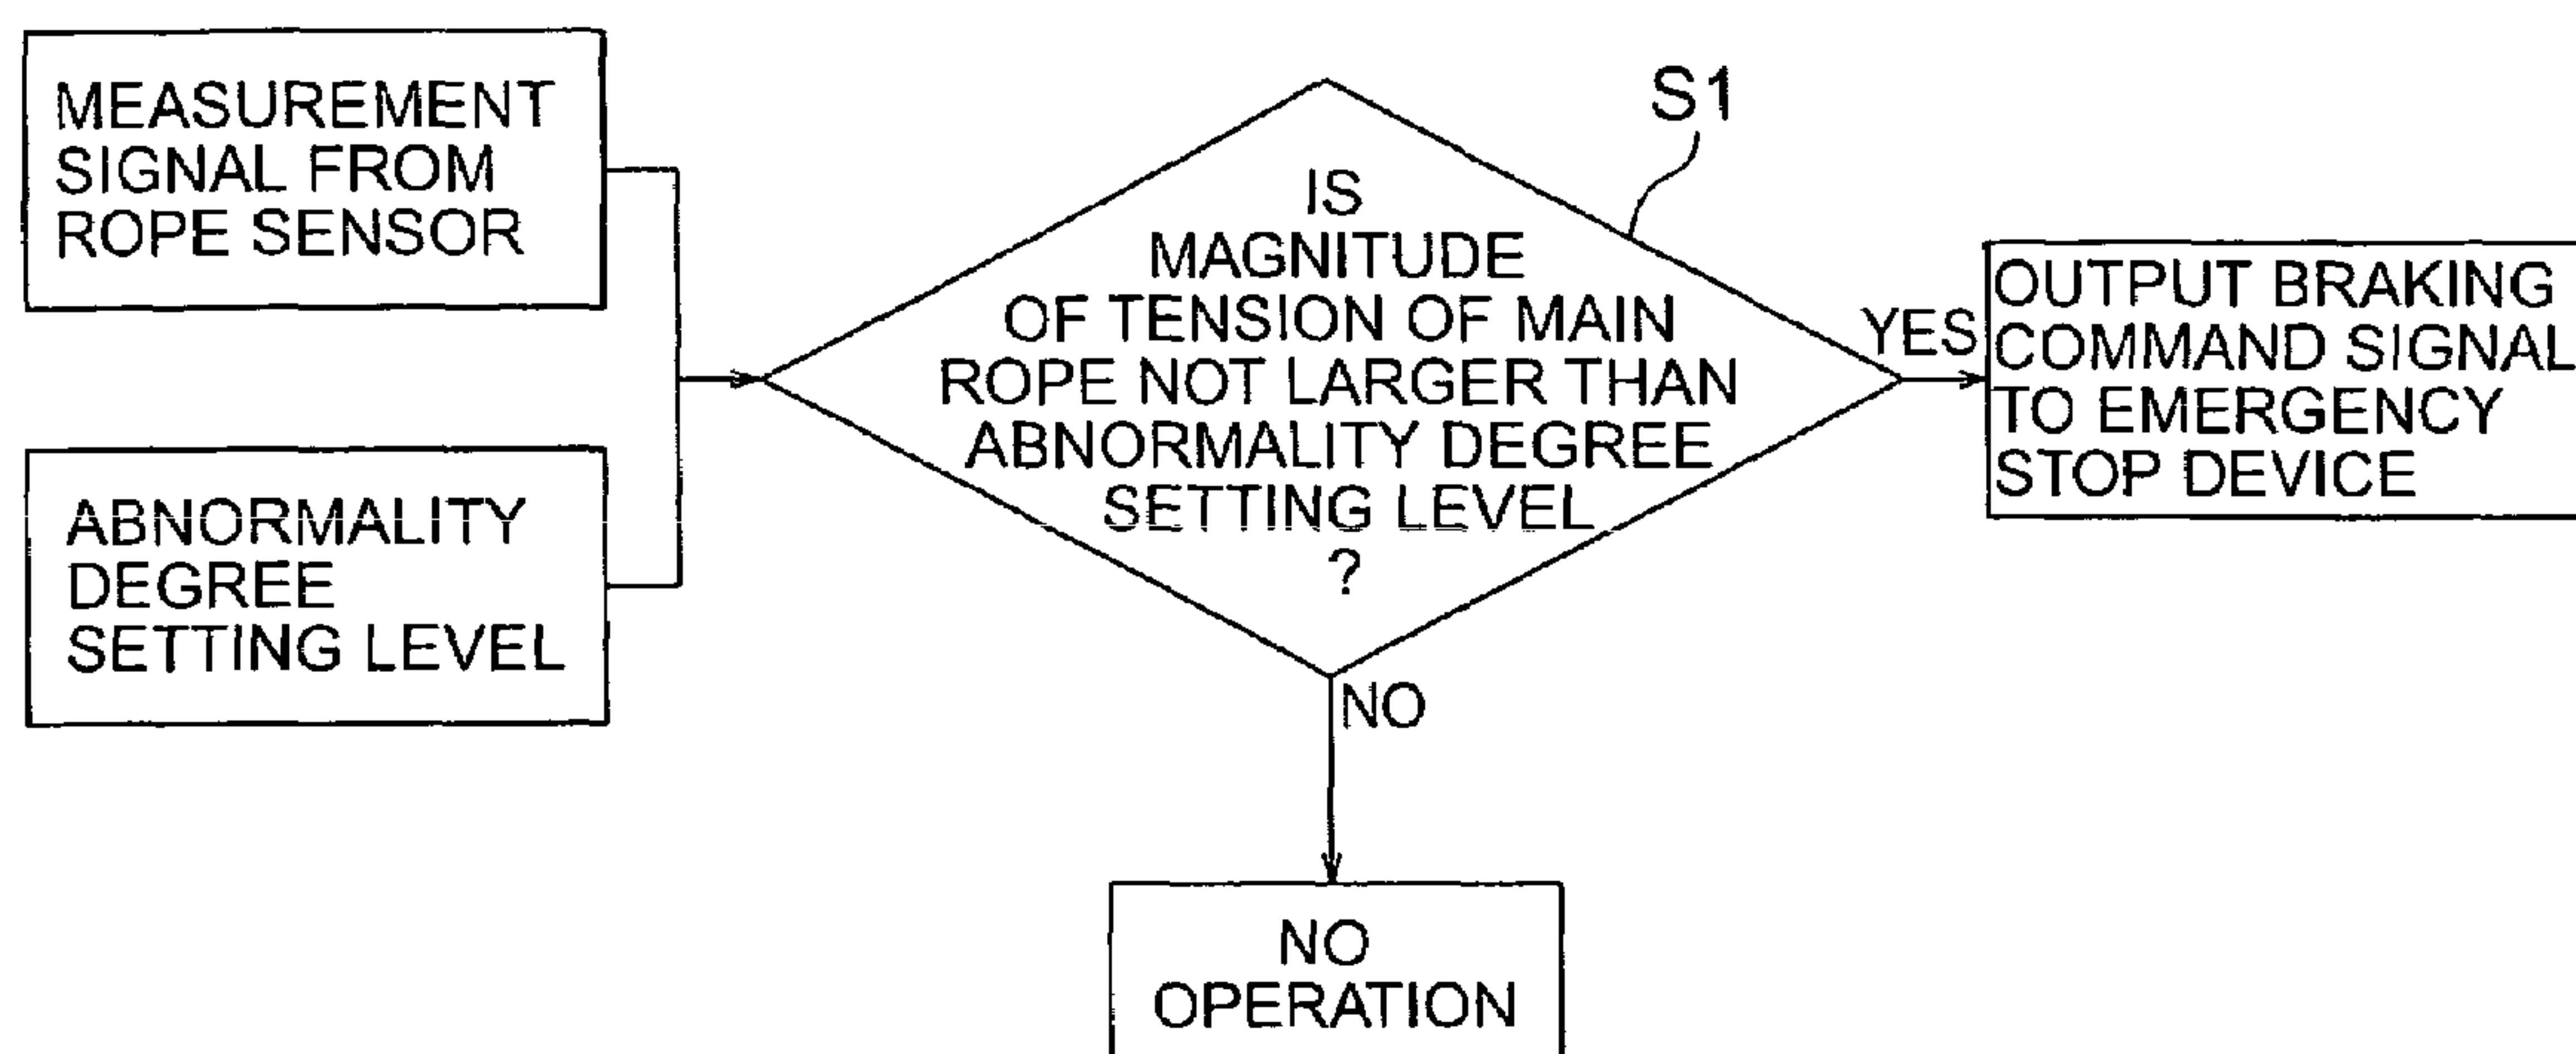 MEASUREMENT
SIGNAL FROM
ROPE SENSOR
ABNORMALITY
DEGREE
SETTING LEVEL
S1
IS
MAGNITUDE
OF TENSION OF MAIN
ROPE NOT LARGER THAN
ABNORMALITY DEGREE
SETTING LEVEL
?
YES
OUTPUT BRAKING
COMMAND SIGNAL
TO EMERGENCY
STOP DEVICE
NO
NO
OPERATION